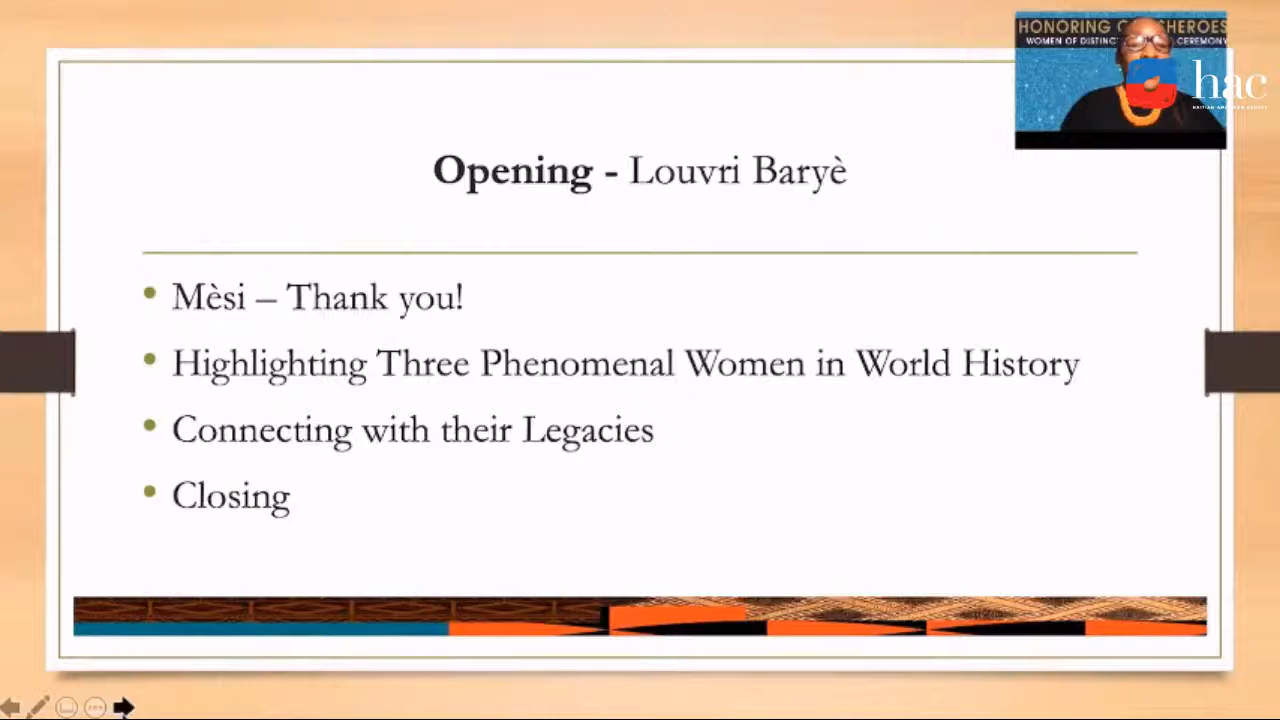 HONORING O SHEROES
WOMEN OF DISTINC CEREMONY
hac
Opening - Louvri Baryè
• Mèsi – Thank you!
• Highlighting Three Phenomenal Women in World History
• Connecting with their Legacies
• Closing